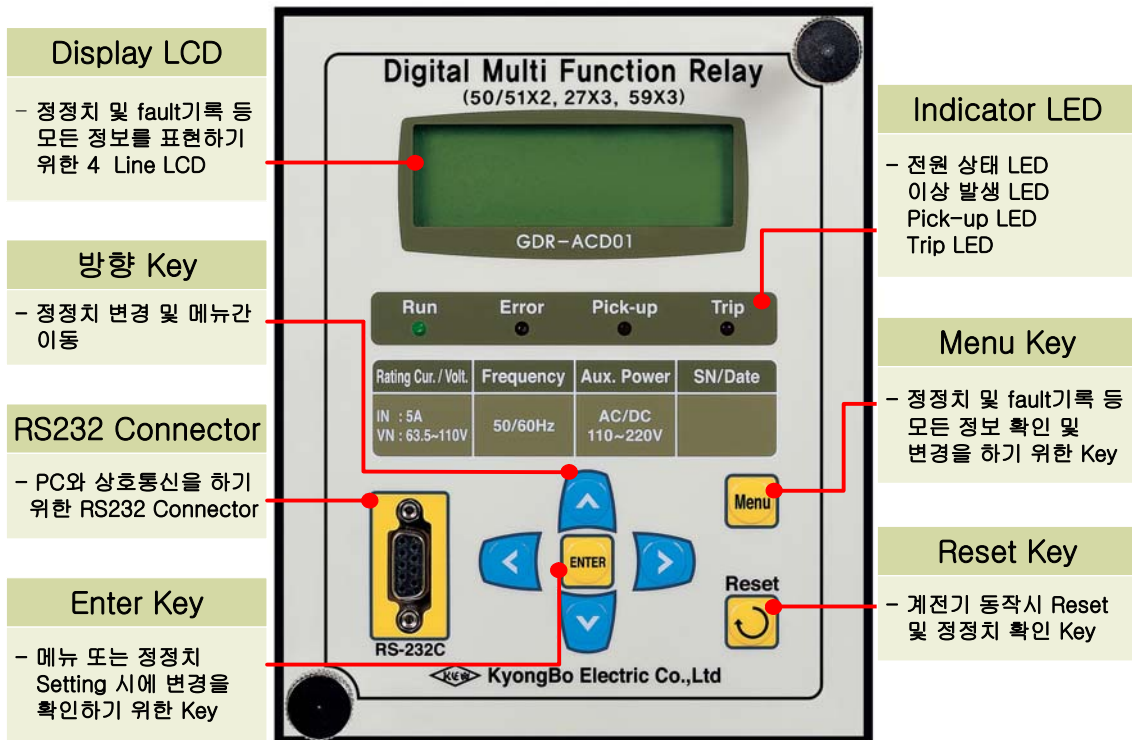 Display LCD
- 정정치 및 fault기록 등
모든 정보를 표현하기
위한 4 Line LCD
방향 Key
- 정정치 변경 및 메뉴간
이동
RS232 Connector
- PC와 상호통신을 하기
위한 RS232 Connector
Enter Key
- 메뉴 또는 정정치
Setting 시에 변경을
확인하기 위한 Key
Digital Multi Function Relay
(50/51X2, 27X3, 59X3)
GDR-ACD01
Run Error Pick-up Trip
Rating Cur. / Volt. Frequency Aux. Power SN/Date
IN : 5A
VN : 63.5~110V
50/60Hz
AC/DC
110~220V
Menu
ENTER
Reset
RS-232C
KEW KyongBo Electric Co.,Ltd
Indicator LED
- 전원 상태 LED
이상 발생 LED
Pick-up LED
Trip LED
Menu Key
- 정정치 및 fault기록 등
모든 정보 확인 및
변경을 하기 위한 Key
Reset Key
- 계전기 동작시 Reset
및 정정치 확인 Key